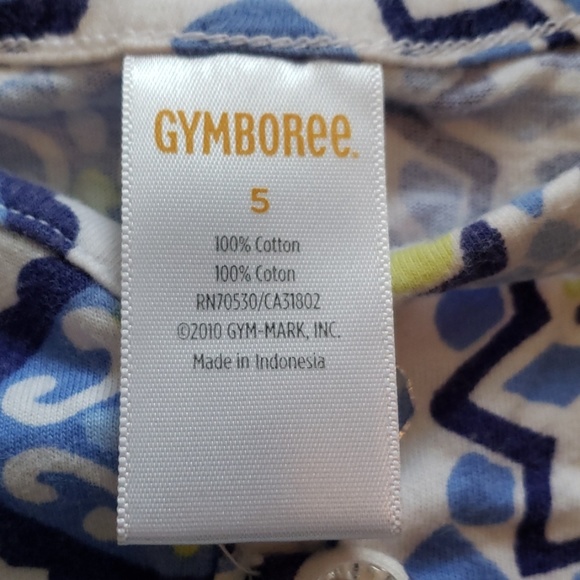 GYMBORee.
5
100% Cotton
100% Coton
RN70530/CA31802
©2010 GYM-MARK, INC.
Made in Indonesia